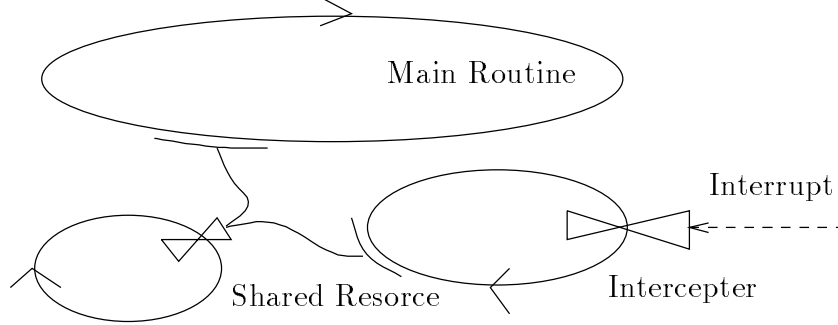 Main Routine
Interrupt
Shared Resorce
Intercepter